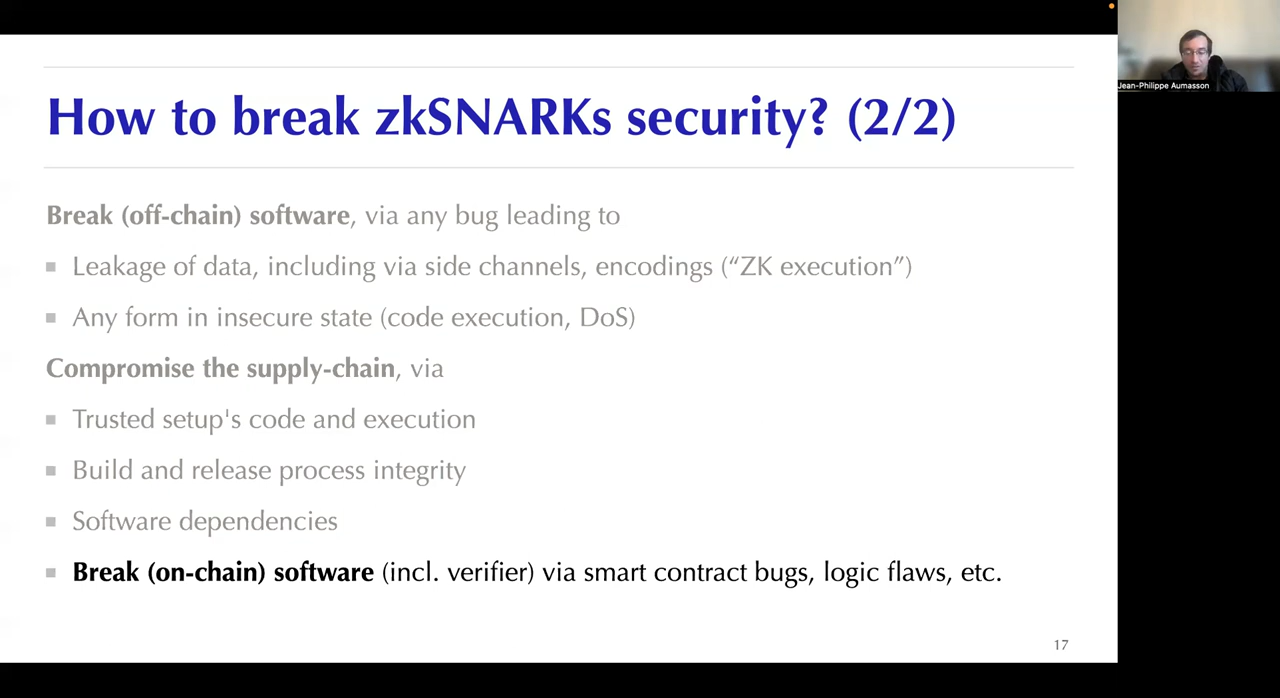 Jean-Philippe Aumasson
How to break zkSNARKs security? (2/2)
Break (off-chain) software, via any bug leading to
■ Leakage of data, including via side channels, encodings (“ZK execution”)
■ Any form in insecure state (code execution, DoS)
Compromise the supply-chain, via
■ Trusted setup's code and execution
■ Build and release process integrity
■ Software dependencies
■ Break (on-chain) software (incl. verifier) via smart contract bugs, logic flaws, etc.
17